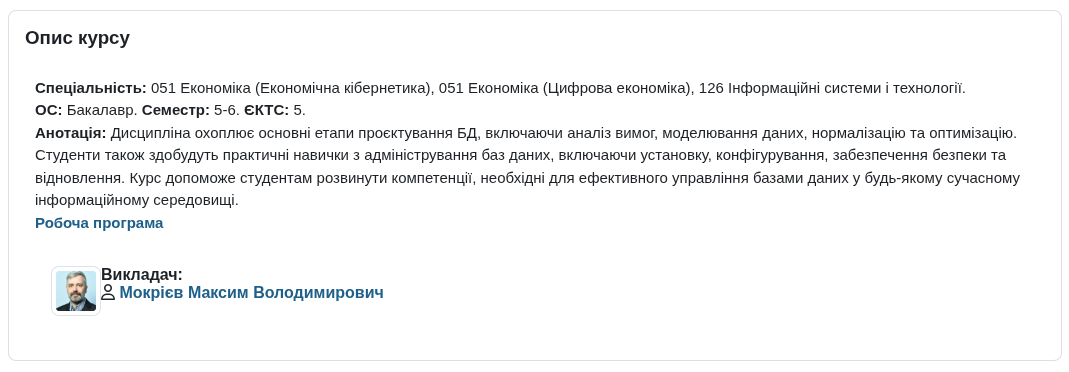 Опис курсу
Спеціальність: 051 Економіка (Економічна кібернетика), 051 Економіка (Цифрова економіка), 126 Інформаційні системи і технології.
ОС: Бакалавр. Семестр: 5-6. ЄКТС: 5.
Анотація: Дисципліна охоплює основні етапи проєктування БД, включаючи аналіз вимог, моделювання даних, нормалізацію та оптимізацію.
Студенти також здобудуть практичні навички з адміністрування баз даних, включаючи установку, конфігурування, забезпечення безпеки та
відновлення. Курс допоможе студентам розвинути компетенції, необхідні для ефективного управління базами даних у будь-якому сучасному
інформаційному середовищі.
Робоча програма
Викладач:
Мокрієв Максим Володимирович